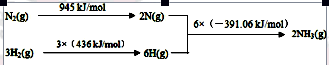 945 kJ/mol
N₂(g) 2N(g)
6×(－391.06 kJ/mol)
2NH₃(g)
3×(436 kJ/mol)
3H₂(g) 6H(g)